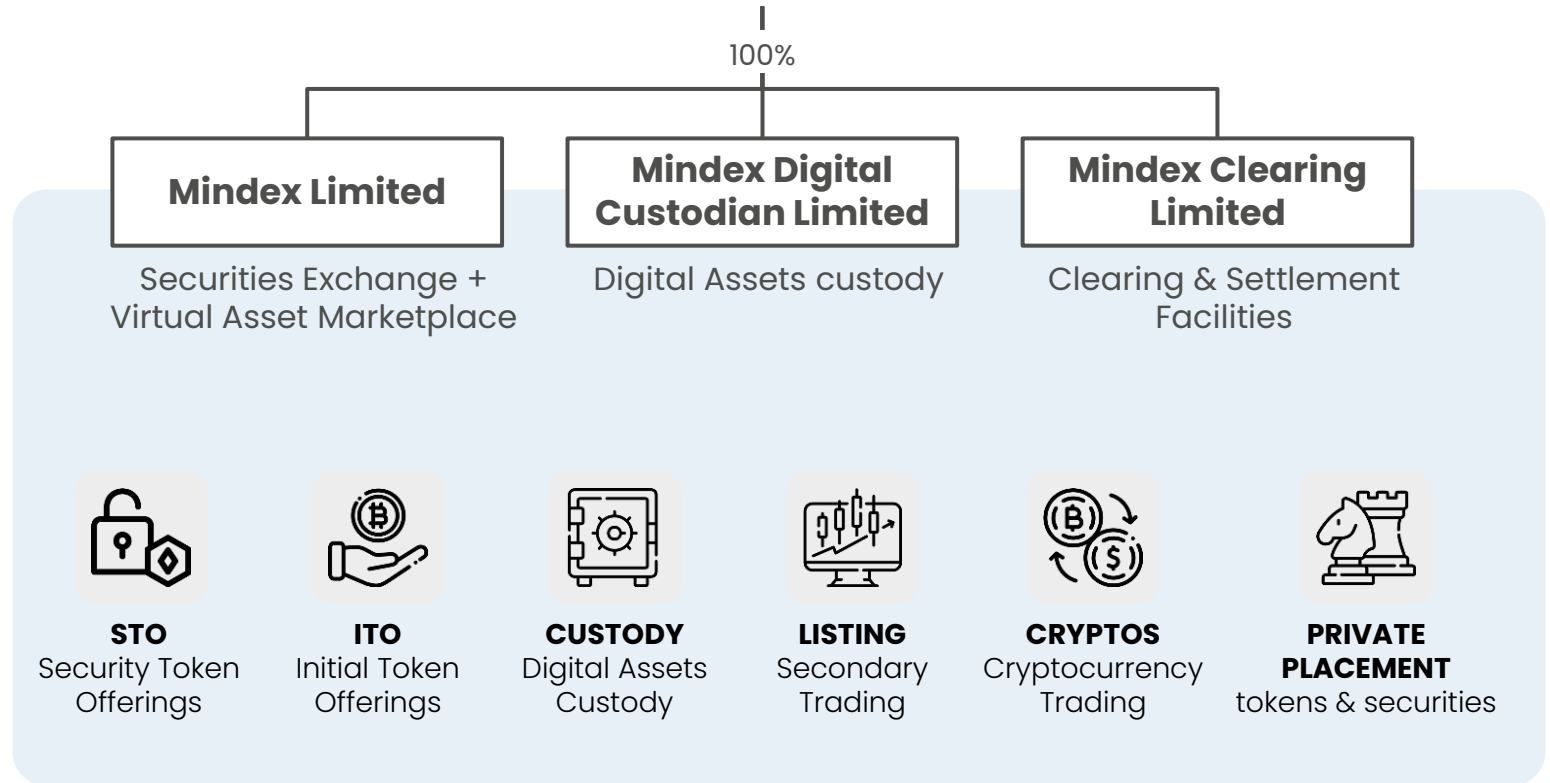 100%
Mindex Limited
Mindex Digital
Custodian Limited
Mindex Clearing
Limited
Securities Exchange +
Virtual Asset Marketplace
Digital Assets custody
Clearing & Settlement
Facilities
STO
Security Token
Offerings
ITO
Initial Token
Offerings
CUSTODY
Digital Assets
Custody
LISTING
Secondary
Trading
CRYPTOS
Cryptocurrency
Trading
PRIVATE
PLACEMENT
tokens & securities